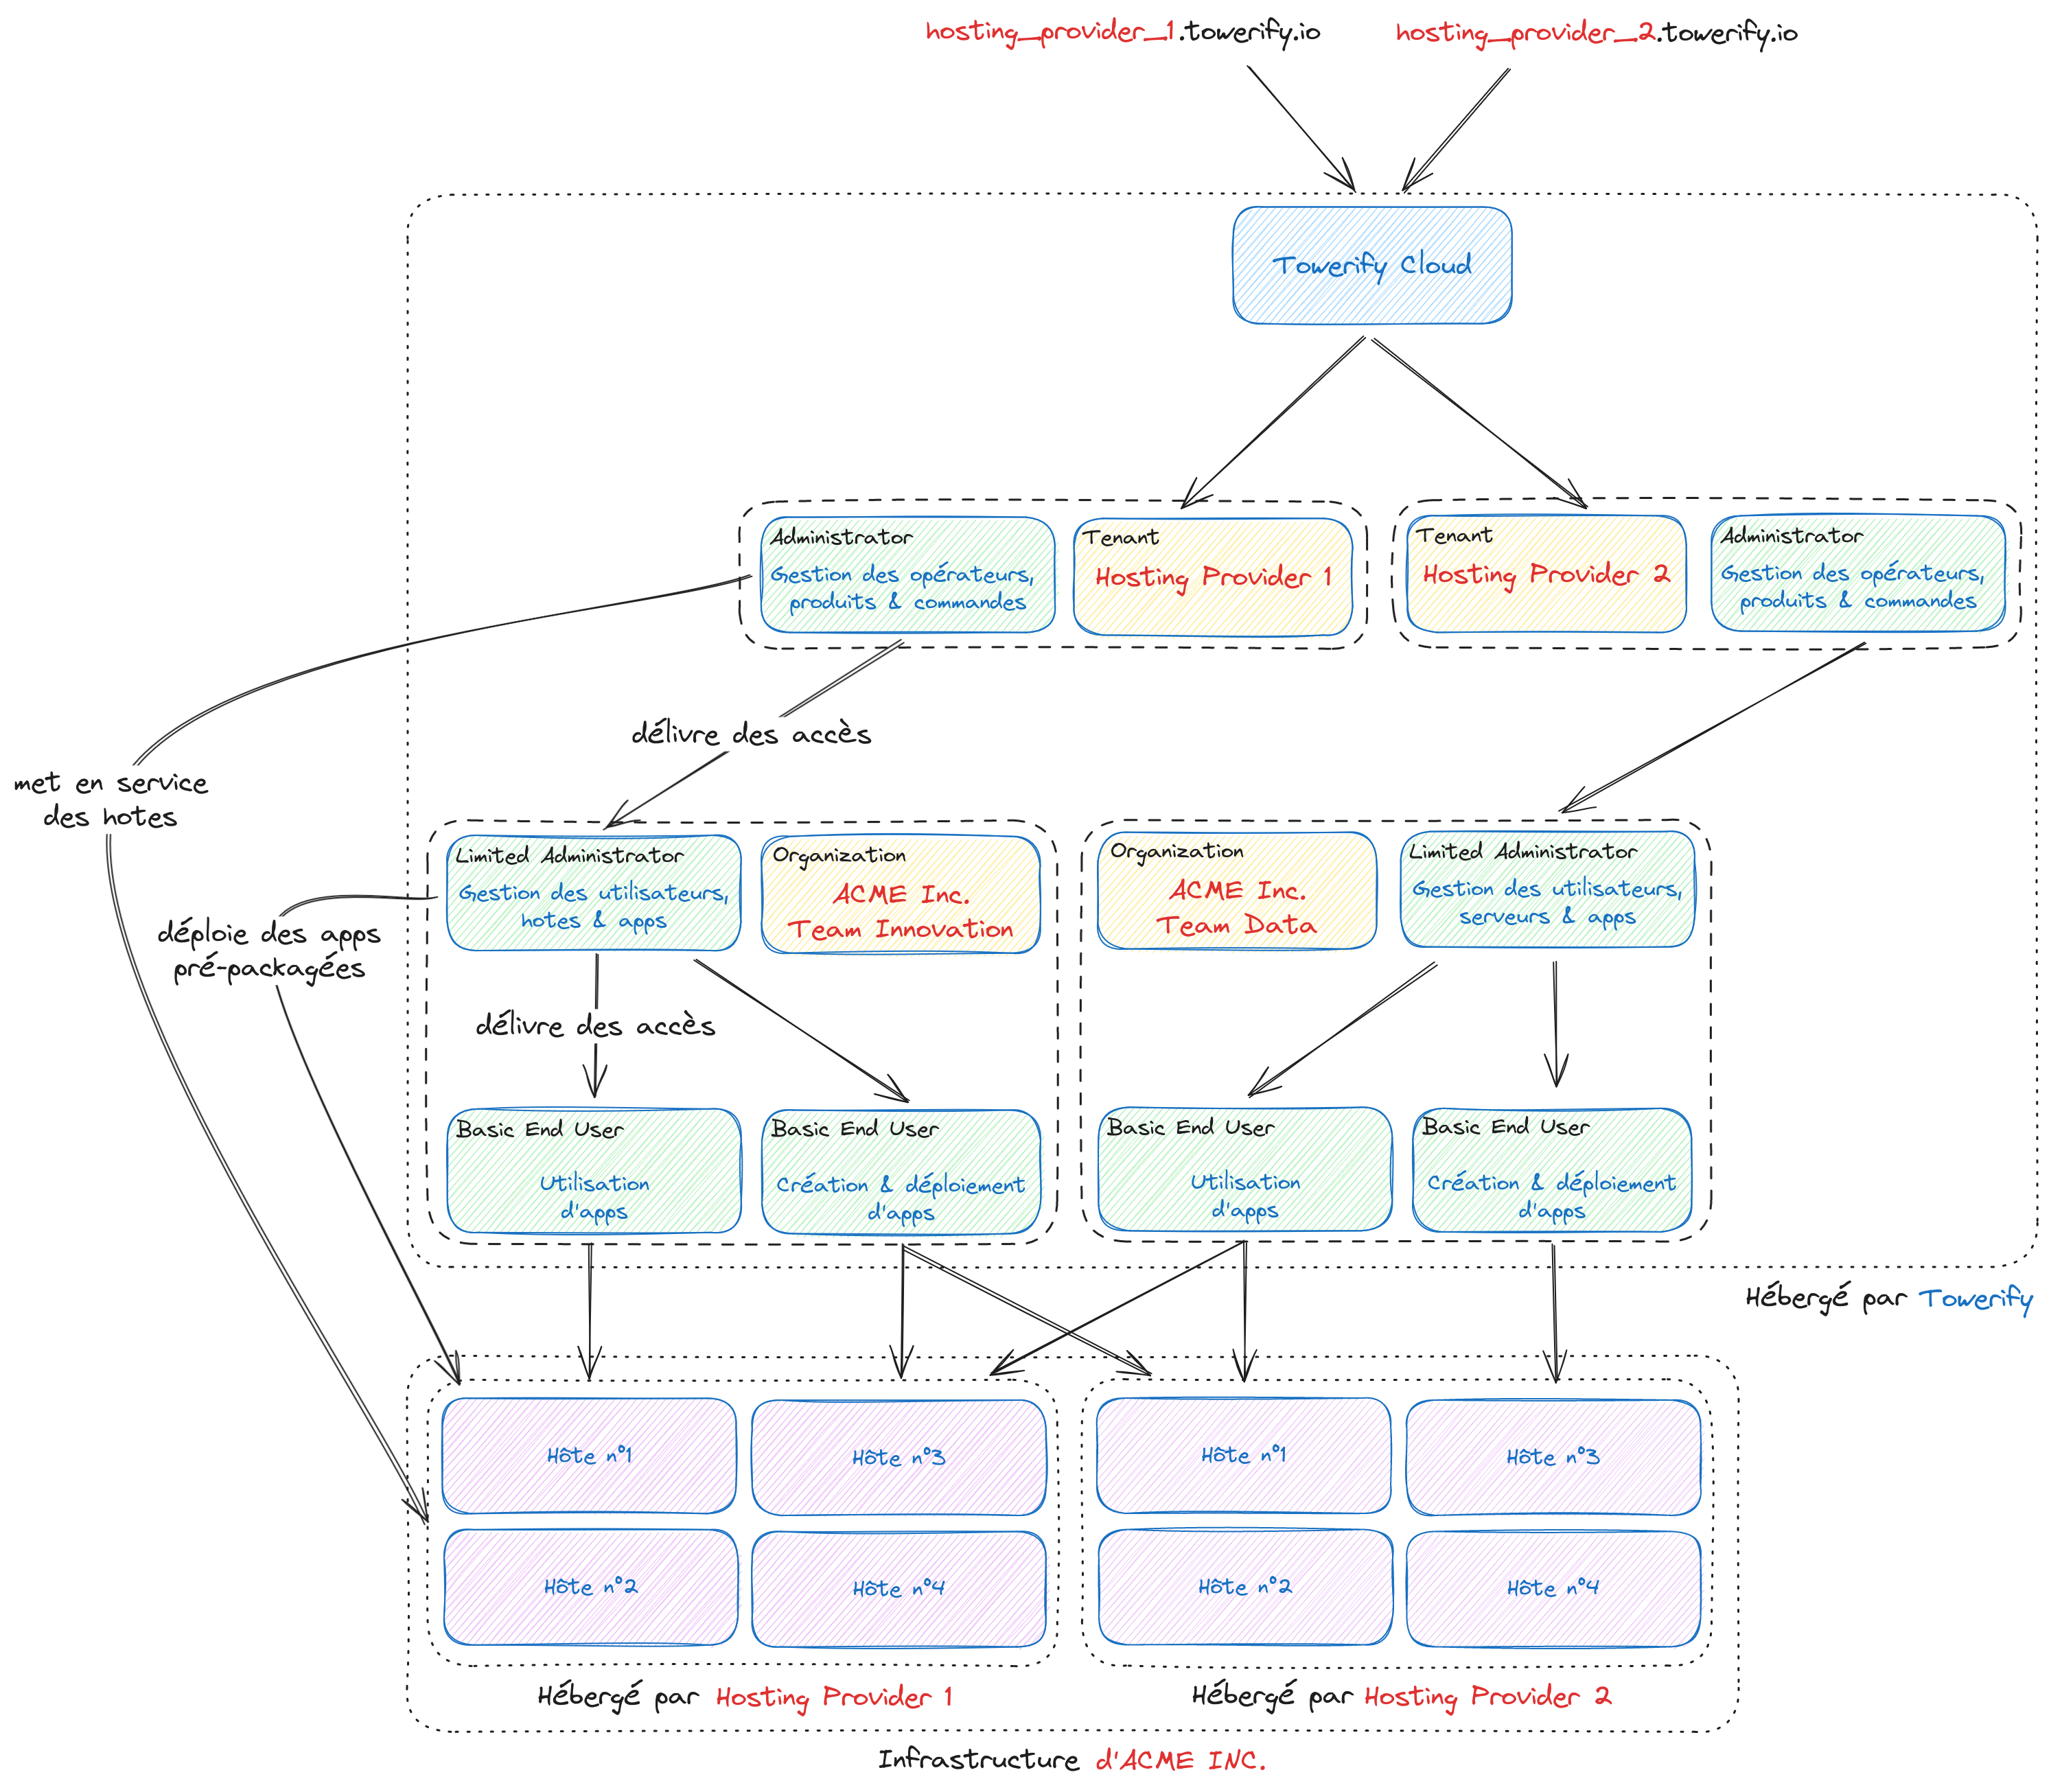 hosting_provider_1.towerify.io
hosting_provider_2.towerify.io
Towerify Cloud
Administrator
Gestion des opérateurs,
produits & commandes
Tenant
Hosting Provider 1
Tenant
Hosting Provider 2
Administrator
Gestion des opérateurs,
produits & commandes
délivre des accès
met en service
des hotes
Limited Administrator
Gestion des utilisateurs,
hotes & apps
Organization
ACME Inc.
Team Innovation
Organization
ACME Inc.
Team Data
Limited Administrator
Gestion des utilisateurs,
serveurs & apps
déploie des apps
pré-packagées
délivre des accès
Basic End User
Utilisation
d'apps
Basic End User
Création & déploiement
d'apps
Basic End User
Utilisation
d'apps
Basic End User
Création & déploiement
d'apps
Hébergé par Towerify
Hôte n°1
Hôte n°3
Hôte n°1
Hôte n°3
Hôte n°2
Hôte n°4
Hôte n°2
Hôte n°4
Hébergé par Hosting Provider 1
Hébergé par Hosting Provider 2
Infrastructure d'ACME INC.